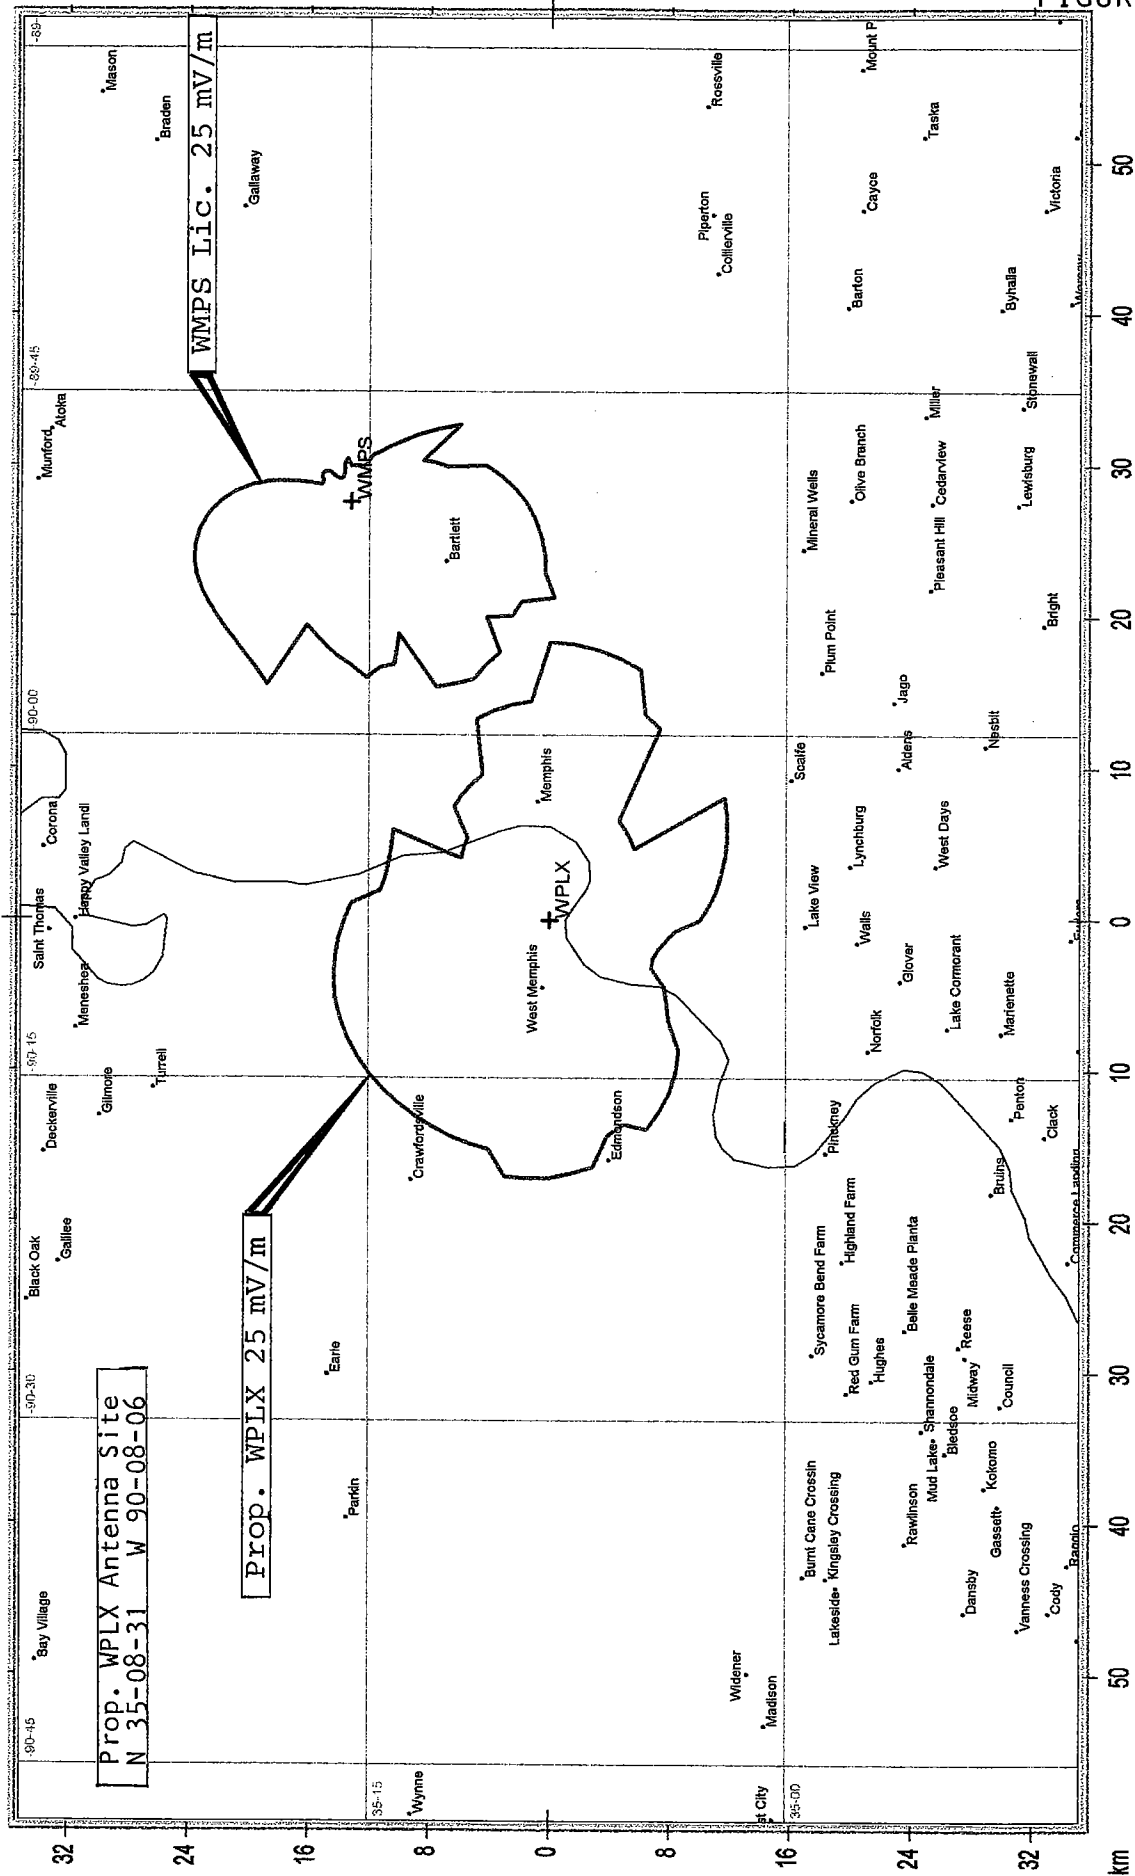 FIGUR
-90-45
-90-30
-90-15
-90-00
-89-45
-89
Prop. WPLX Antenna Site
N 35-08-31 W 90-08-06
Prop. WPLX 25 mV/m
WMPS Lic. 25 mV/m
Bay Village
Black Oak
Galilee
Deckerville
Gilmore
Turrell
Saint Thomas
Meneshea
Happy Valley Landi
Corona
Munford
Atoka
Mason
Braden
Gallaway
Parkin
Earle
35-15
Wynne
Crawfordsville
WMPS
Bartlett
West Memphis
WPLX
Memphis
Edmondson
Piperton
Collierville
Rossville
Widener
Madison
st City
35-00
Burnt Cane Crossin
Lakeside
Kingsley Crossing
Sycamore Bend Farm
Highland Farm
Red Gum Farm
Hughes
Pinckney
Norfolk
Lake View
Walls
Lynchburg
Scaife
Plum Point
Mineral Wells
Olive Branch
Barton
Cayce
Mount P
Rawlinson
Mud Lake
Shannondale
Bledsoe
Belle Meade Planta
Glover
West Days
Aldens
Jago
Pleasant Hill
Cedarview
Miller
Taska
Dansby
Gassett
Kokomo
Midway
Reese
Council
Lake Cormorant
Marienette
Nesbit
Lewisburg
Stonewall
Byhalia
Vanness Crossing
Cody
Bruins
Penton
Clack
Bright
Victoria
Commerce Landing
32
24
16
8
0
8
16
24
32
km
50
40
30
20
10
0
10
20
30
40
50